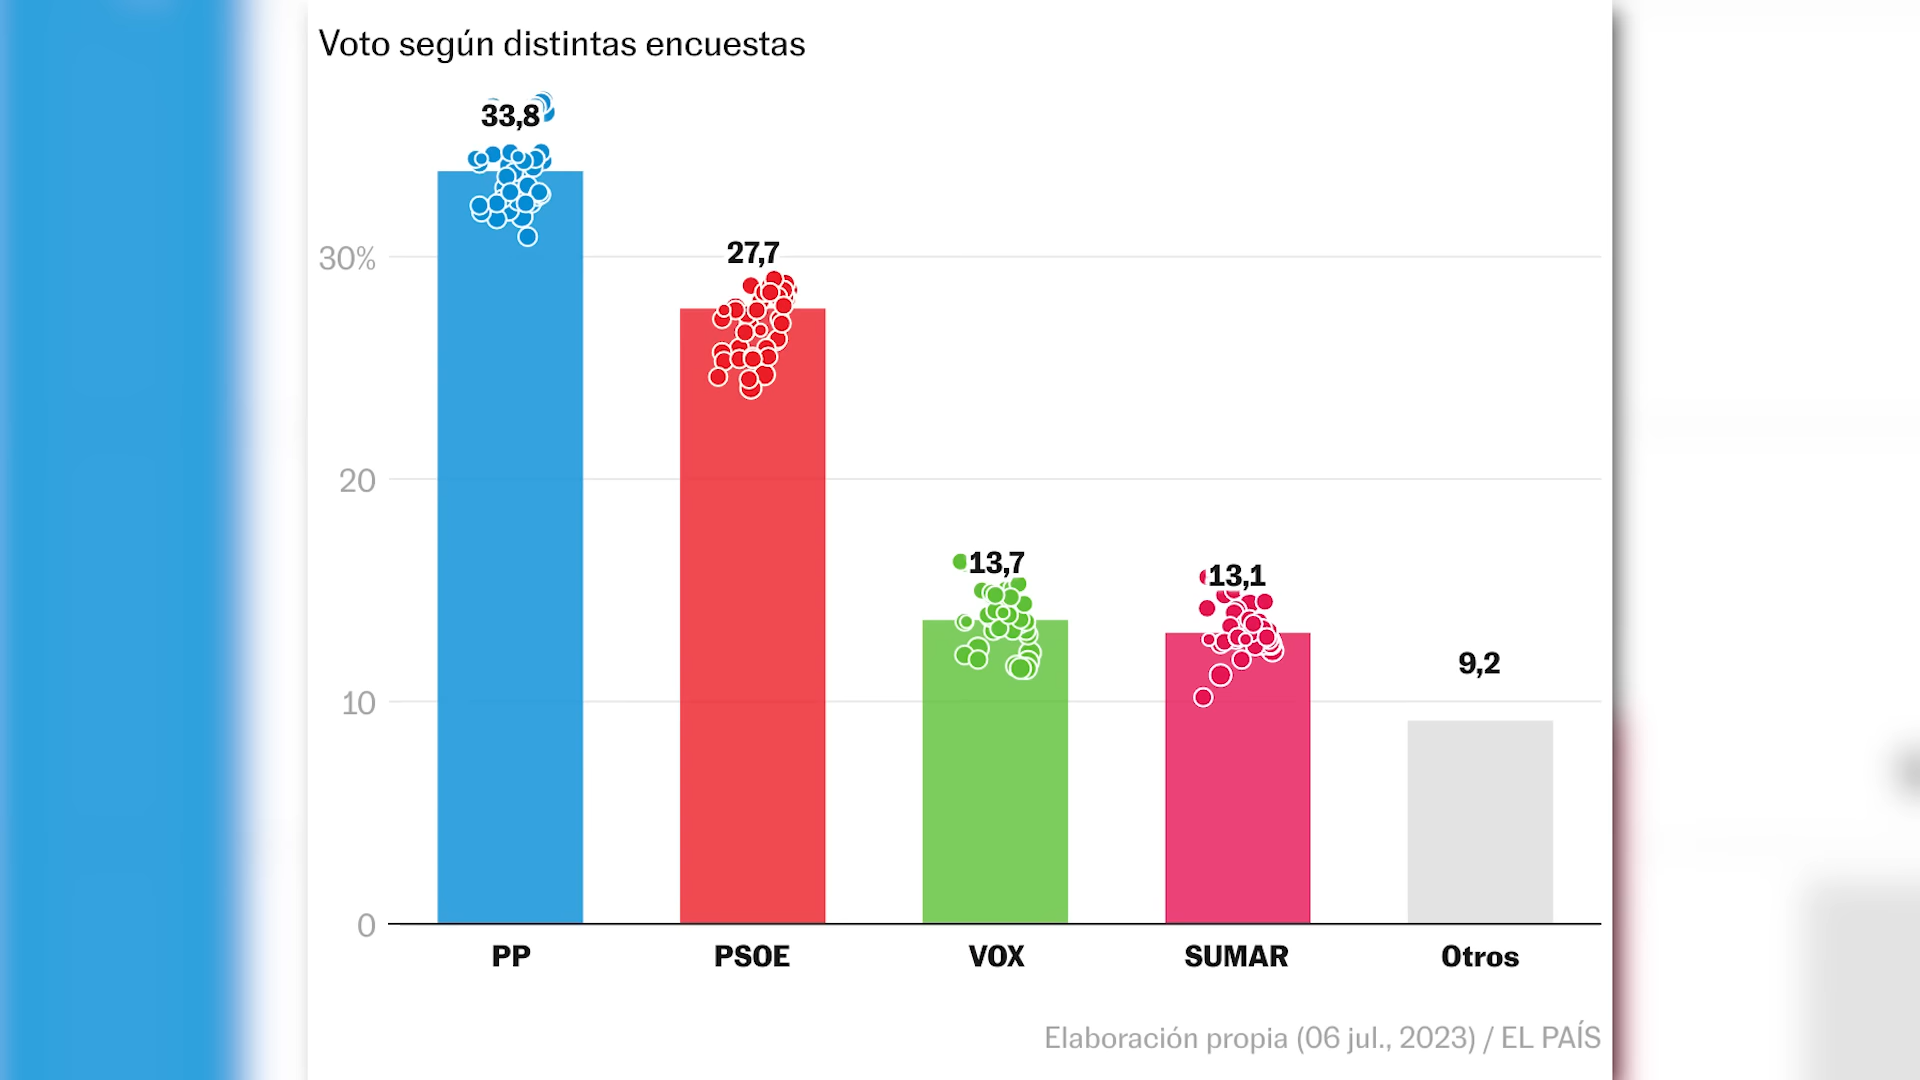 Voto según distintas encuestas
33,8
27,7
13,7
13,1
9,2
30%
20
10
0
PP
PSOE
VOX
SUMAR
Otros
Elaboración propia (06 jul., 2023) / EL PAÍS